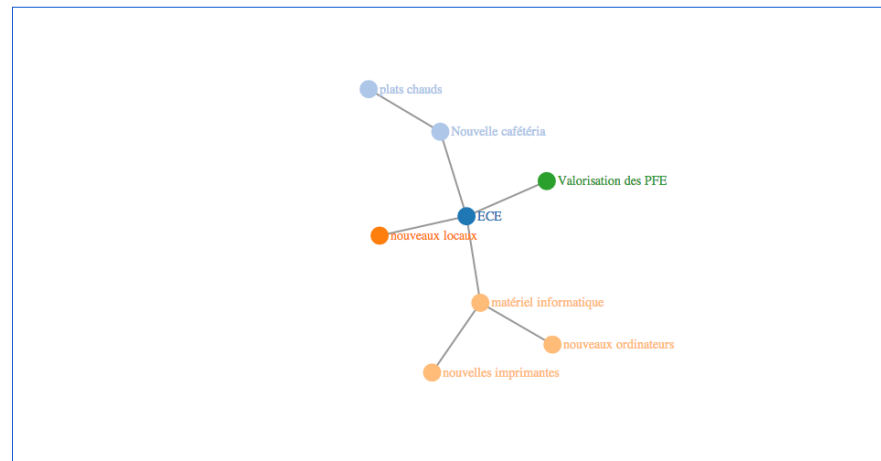 plats chauds
Nouvelle cafétéria
Valorisation des PFE
ECE
nouveaux locaux
matériel informatique
nouveaux ordinateurs
nouvelles imprimantes